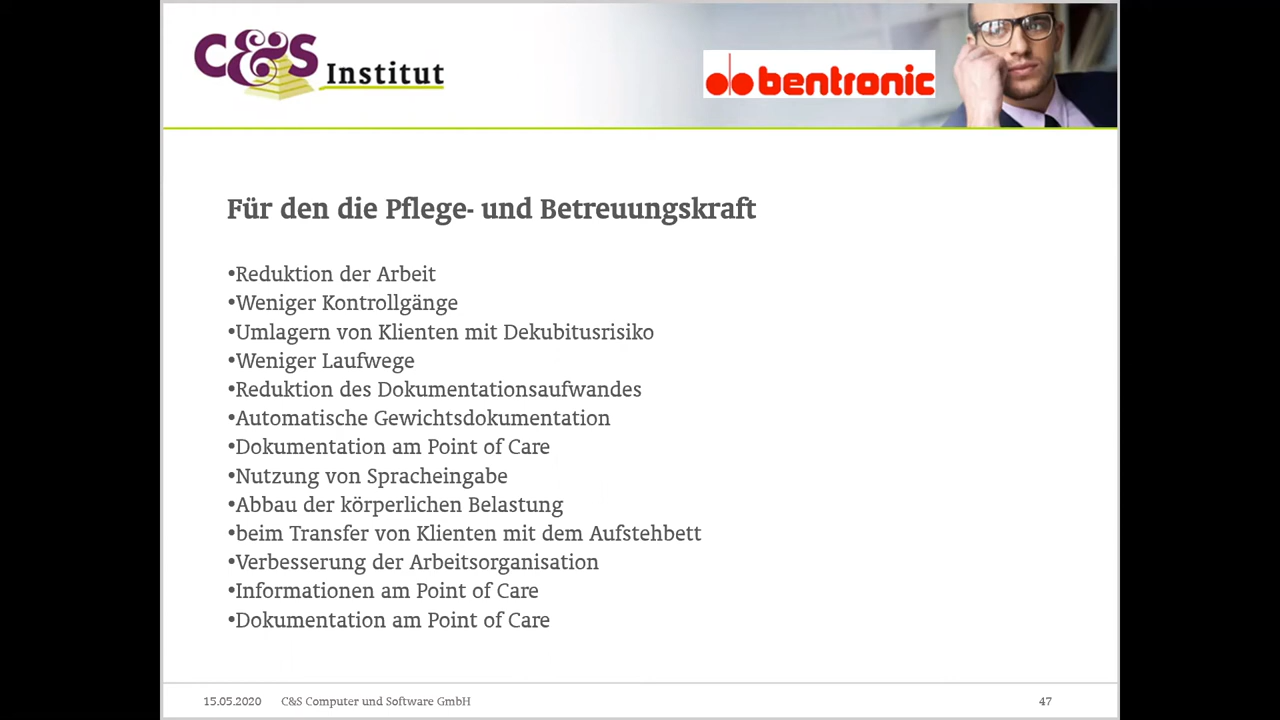 C&S Institut
bentronic
Für den die Pflege- und Betreuungskraft
•Reduktion der Arbeit
•Weniger Kontrollgänge
•Umlagern von Klienten mit Dekubitusrisiko
•Weniger Laufwege
•Reduktion des Dokumentationsaufwandes
•Automatische Gewichtsdokumentation
•Dokumentation am Point of Care
•Nutzung von Spracheingabe
•Abbau der körperlichen Belastung
•beim Transfer von Klienten mit dem Aufstehbett
•Verbesserung der Arbeitsorganisation
•Informationen am Point of Care
•Dokumentation am Point of Care
15.05.2020 C&S Computer und Software GmbH 47